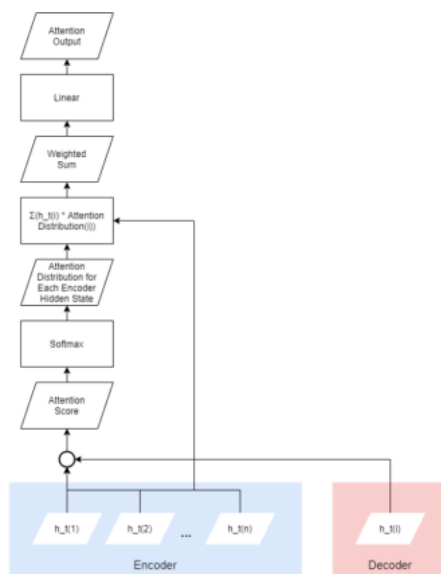 Attention
Output
Linear
Weighted
Sum
Σ(h_t(i) * Attention
Distribution(i))
Attention
Distribution for
Each Encoder
Hidden State
Softmax
Attention
Score
h_t(1)
h_t(2)
...
h_t(n)
h_t(i)
Encoder
Decoder